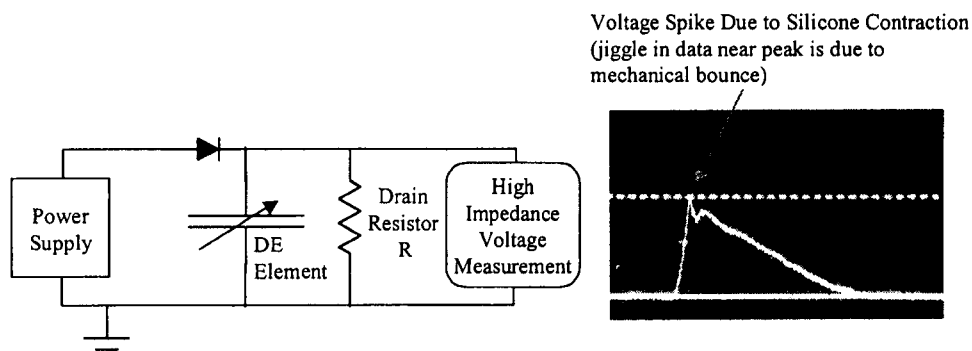 Voltage Spike Due to Silicone Contraction
(jiggle in data near peak is due to
mechanical bounce)
Power
Supply
DE
Element
Drain
Resistor
R
High
Impedance
Voltage
Measurement